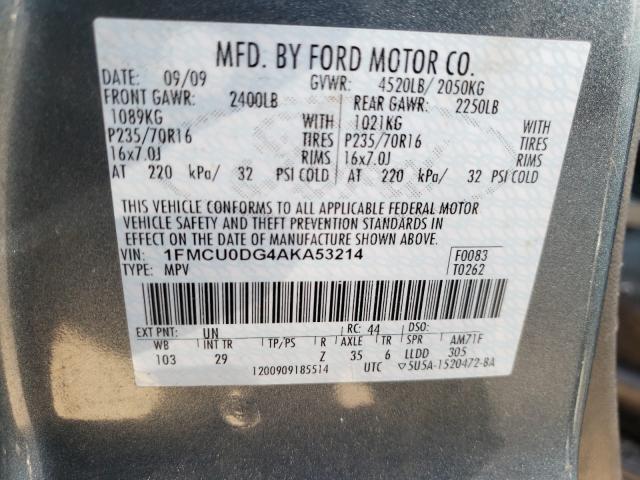 MFD. BY FORD MOTOR CO.
DATE: 09/09 GVWR: 4520LB/ 2050KG
FRONT GAWR: 2400LB REAR GAWR: 2250LB
1089KG WITH 1021KG WITH
P235/70R16 TIRES P235/70R16 TIRES
16x7.0J RIMS 16x7.0J RIMS
AT 220 kPa/ 32 PSI COLD AT 220 kPa/ 32 PSI COLD
THIS VEHICLE CONFORMS TO ALL APPLICABLE FEDERAL MOTOR
VEHICLE SAFETY AND THEFT PREVENTION STANDARDS IN
EFFECT ON THE DATE OF MANUFACTURE SHOWN ABOVE.
VIN: 1FMCU0DG4AKA53214 F0083
TYPE: MPV T0262
EXT PNT: UN RC: 44 DSO:
WB INT TR TP/PS R AXLE TR SPR AM71F
103 29 Z 35 6 LLDD 305
1200909185514 UTC ▽5U5A-1520472-BA